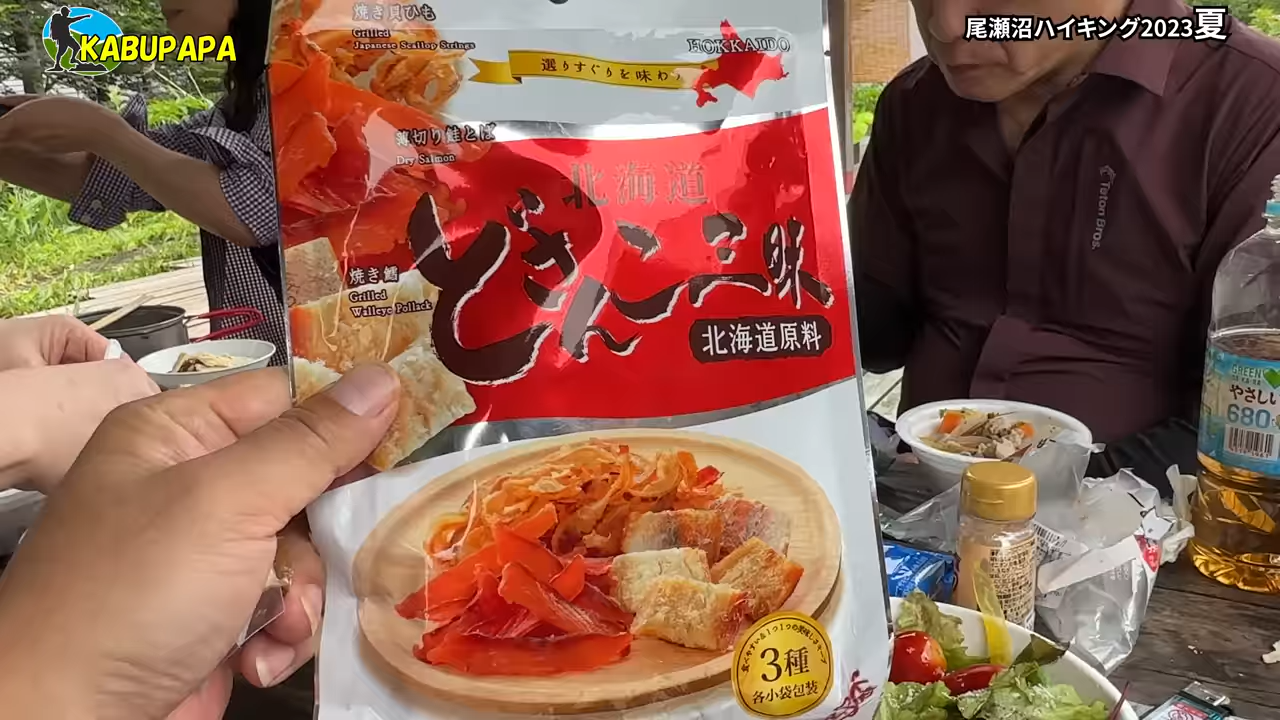 KABUPAPA
尾瀬沼ハイキング2023夏
焼き貝ひも
Grilled
Japanese Scallop Strings
選りすぐりを味わ
HOKKAIDO
薄切り鮭とば
Dry Salmon
北海道
どさんこ三昧
北海道原料
焼き鱈
Grilled
Walleye Pollack
3種
各小袋包装
Teton Bros.
GREEN
やさしい
680